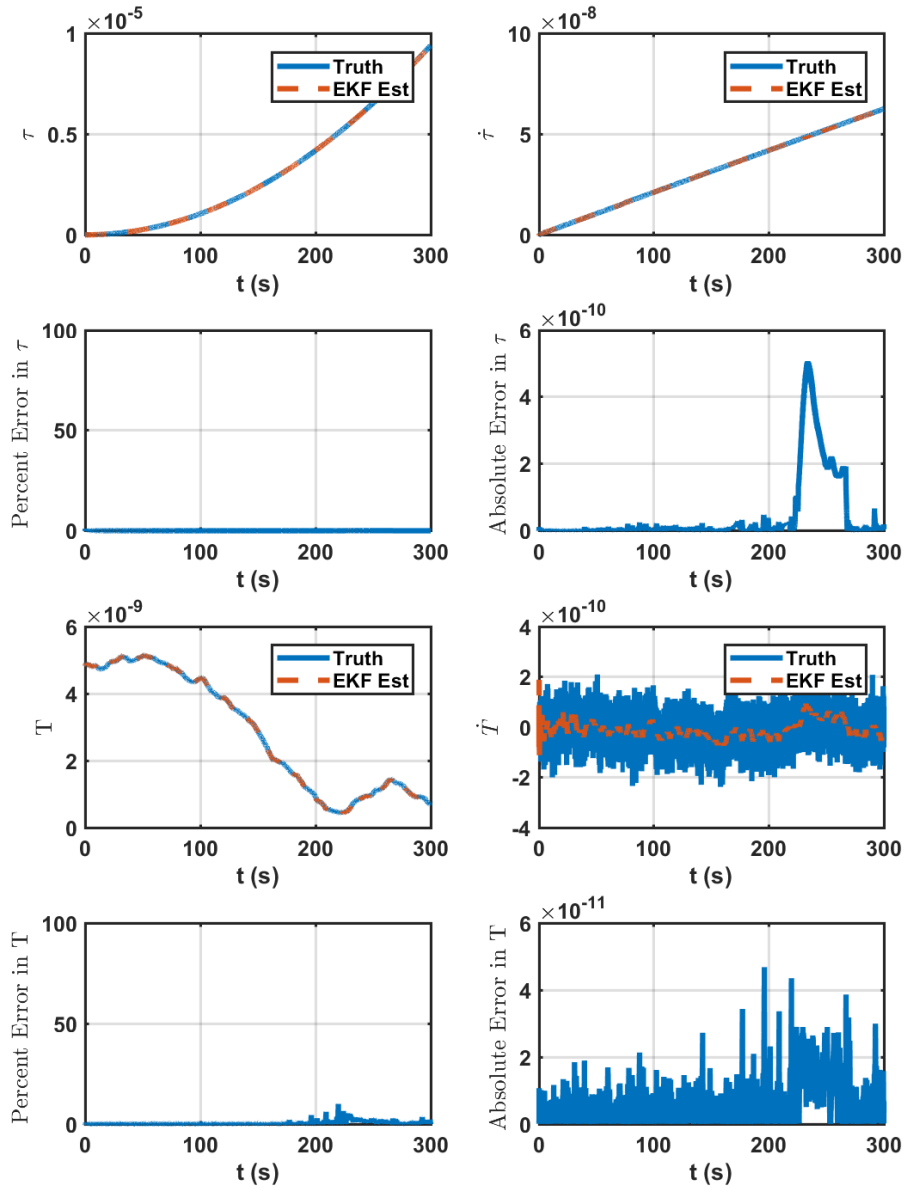 ×10^-5
1
0.5
0
τ
Truth
EKF Est
0 100 200 300
t (s)
×10^-8
10
5
0
τ̇
Truth
EKF Est
0 100 200 300
t (s)
100
50
0
Percent Error in τ
0 100 200 300
t (s)
×10^-10
6
4
2
0
Absolute Error in τ
0 100 200 300
t (s)
×10^-9
6
4
2
0
T
Truth
EKF Est
0 100 200 300
t (s)
×10^-10
4
2
0
-2
-4
Ṫ
Truth
EKF Est
0 100 200 300
t (s)
100
50
0
Percent Error in T
0 100 200 300
t (s)
×10^-11
6
4
2
0
Absolute Error in T
0 100 200 300
t (s)